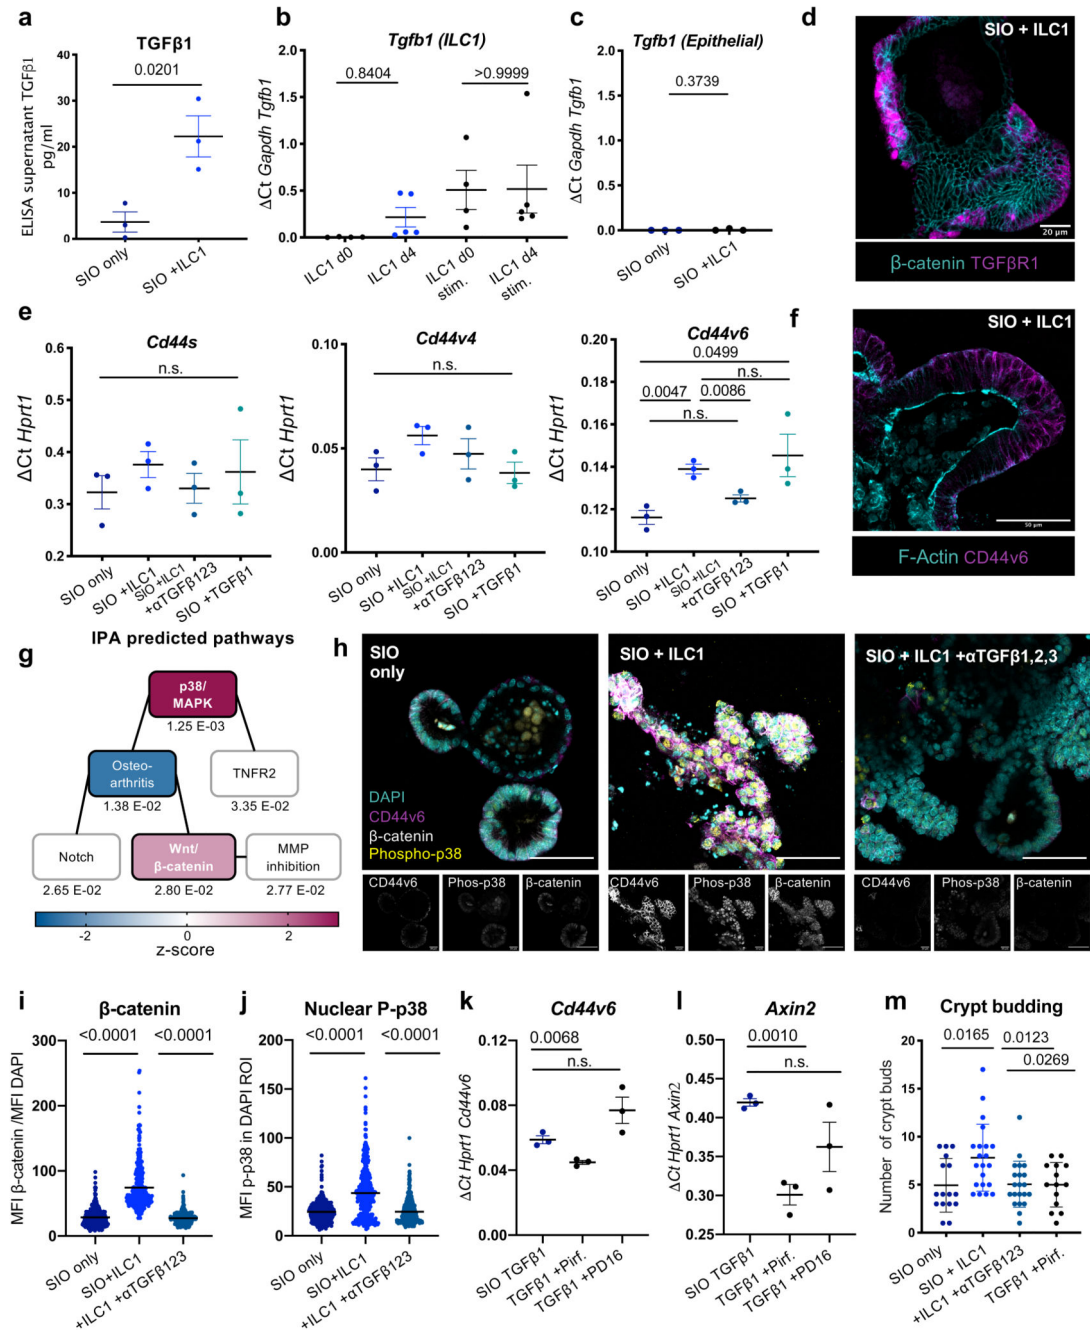 a
TGFβ1
ELISA supernatant TGFβ1
pg/ml
40
30
20
10
0
0.0201
SIO only
SIO +ILC1
b
Tgfb1 (ILC1)
ΔCt Gapdh Tgfb1
2.0
1.5
1.0
0.5
0.0
0.8404
>0.9999
ILC1 d0
ILC1 d4
ILC1 d0
stim.
ILC1 d4
stim.
c
Tgfb1 (Epithelial)
ΔCt Gapdh Tgfb1
2.0
1.5
1.0
0.5
0.0
0.3739
SIO only
SIO +ILC1
d
SIO + ILC1
20 μm
β-catenin TGFβR1
e
Cd44s
ΔCt Hprt1
0.6
0.5
0.4
0.3
0.2
n.s.
SIO only
SIO +ILC1
SIO +ILC1
+αTGFβ123
SIO +TGFβ1
Cd44v4
ΔCt Hprt1
0.10
0.05
0.00
n.s.
SIO only
SIO +ILC1
SIO +ILC1
+αTGFβ123
SIO +TGFβ1
Cd44v6
ΔCt Hprt1
0.20
0.18
0.16
0.14
0.12
0.10
0.0499
n.s.
0.0047
0.0086
n.s.
SIO only
SIO +ILC1
SIO +ILC1
+αTGFβ123
SIO +TGFβ1
f
SIO + ILC1
50 μm
F-Actin CD44v6
g
IPA predicted pathways
p38/
MAPK
1.25 E-03
Osteo-
arthritis
1.38 E-02
TNFR2
3.35 E-02
Notch
2.65 E-02
Wnt/
β-catenin
2.80 E-02
MMP
inhibition
2.77 E-02
-2
0
2
z-score
h
SIO
only
DAPI
CD44v6
β-catenin
Phospho-p38
SIO + ILC1
SIO + ILC1 +αTGFβ1,2,3
CD44v6
Phos-p38
β-catenin
CD44v6
Phos-p38
β-catenin
CD44v6
Phos-p38
β-catenin
i
β-catenin
MFI β-catenin /MFI DAPI
300
200
100
0
<0.0001
<0.0001
SIO only
SIO+ILC1
+ILC1 +αTGFβ123
j
Nuclear P-p38
MFI p-p38 in DAPI ROI
200
150
100
50
0
<0.0001
<0.0001
SIO only
SIO+ILC1
+ILC1 +αTGFβ123
k
Cd44v6
ΔCt Hprt1 Cd44v6
0.12
0.08
0.04
0.00
0.0068
n.s.
SIO TGFβ1
TGFβ1 +Pirf.
TGFβ1 +PD16
l
Axin2
ΔCt Hprt1 Axin2
0.45
0.40
0.35
0.30
0.25
0.0010
n.s.
SIO TGFβ1
TGFβ1 +Pirf.
TGFβ1 +PD16
m
Crypt budding
Number of crypt buds
20
15
10
5
0
0.0165
0.0123
0.0269
SIO only
SIO + ILC1
+ILC1 +αTGFβ123
TGFβ1 +Pirf.